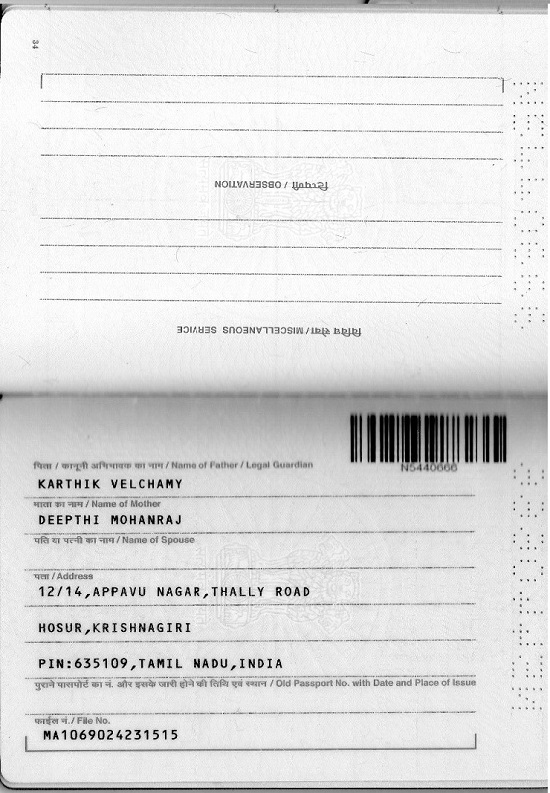 34
टिप्पणी / OBSERVATION
विविध सेवा / MISCELLANEOUS SERVICE
N5440666
पिता / कानूनी अभिभावक का नाम / Name of Father / Legal Guardian
KARTHIK VELCHAMY
माता का नाम / Name of Mother
DEEPTHI MOHANRAJ
पति या पत्नी का नाम / Name of Spouse
पता / Address
12/14,APPAVU NAGAR,THALLY ROAD
HOSUR,KRISHNAGIRI
PIN:635109,TAMIL NADU,INDIA
पुराने पासपोर्ट का नं. और इसके जारी होने की तिथि एवं स्थान / Old Passport No. with Date and Place of Issue
फाईल नं. / File No.
MA1069024231515